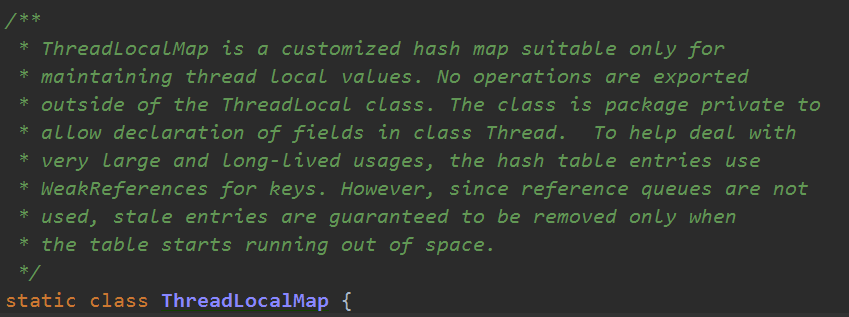 /**
 * ThreadLocalMap is a customized hash map suitable only for
 * maintaining thread local values. No operations are exported
 * outside of the ThreadLocal class. The class is package private to
 * allow declaration of fields in class Thread.  To help deal with
 * very large and long-lived usages, the hash table entries use
 * WeakReferences for keys. However, since reference queues are not
 * used, stale entries are guaranteed to be removed only when
 * the table starts running out of space.
 */
static class ThreadLocalMap {